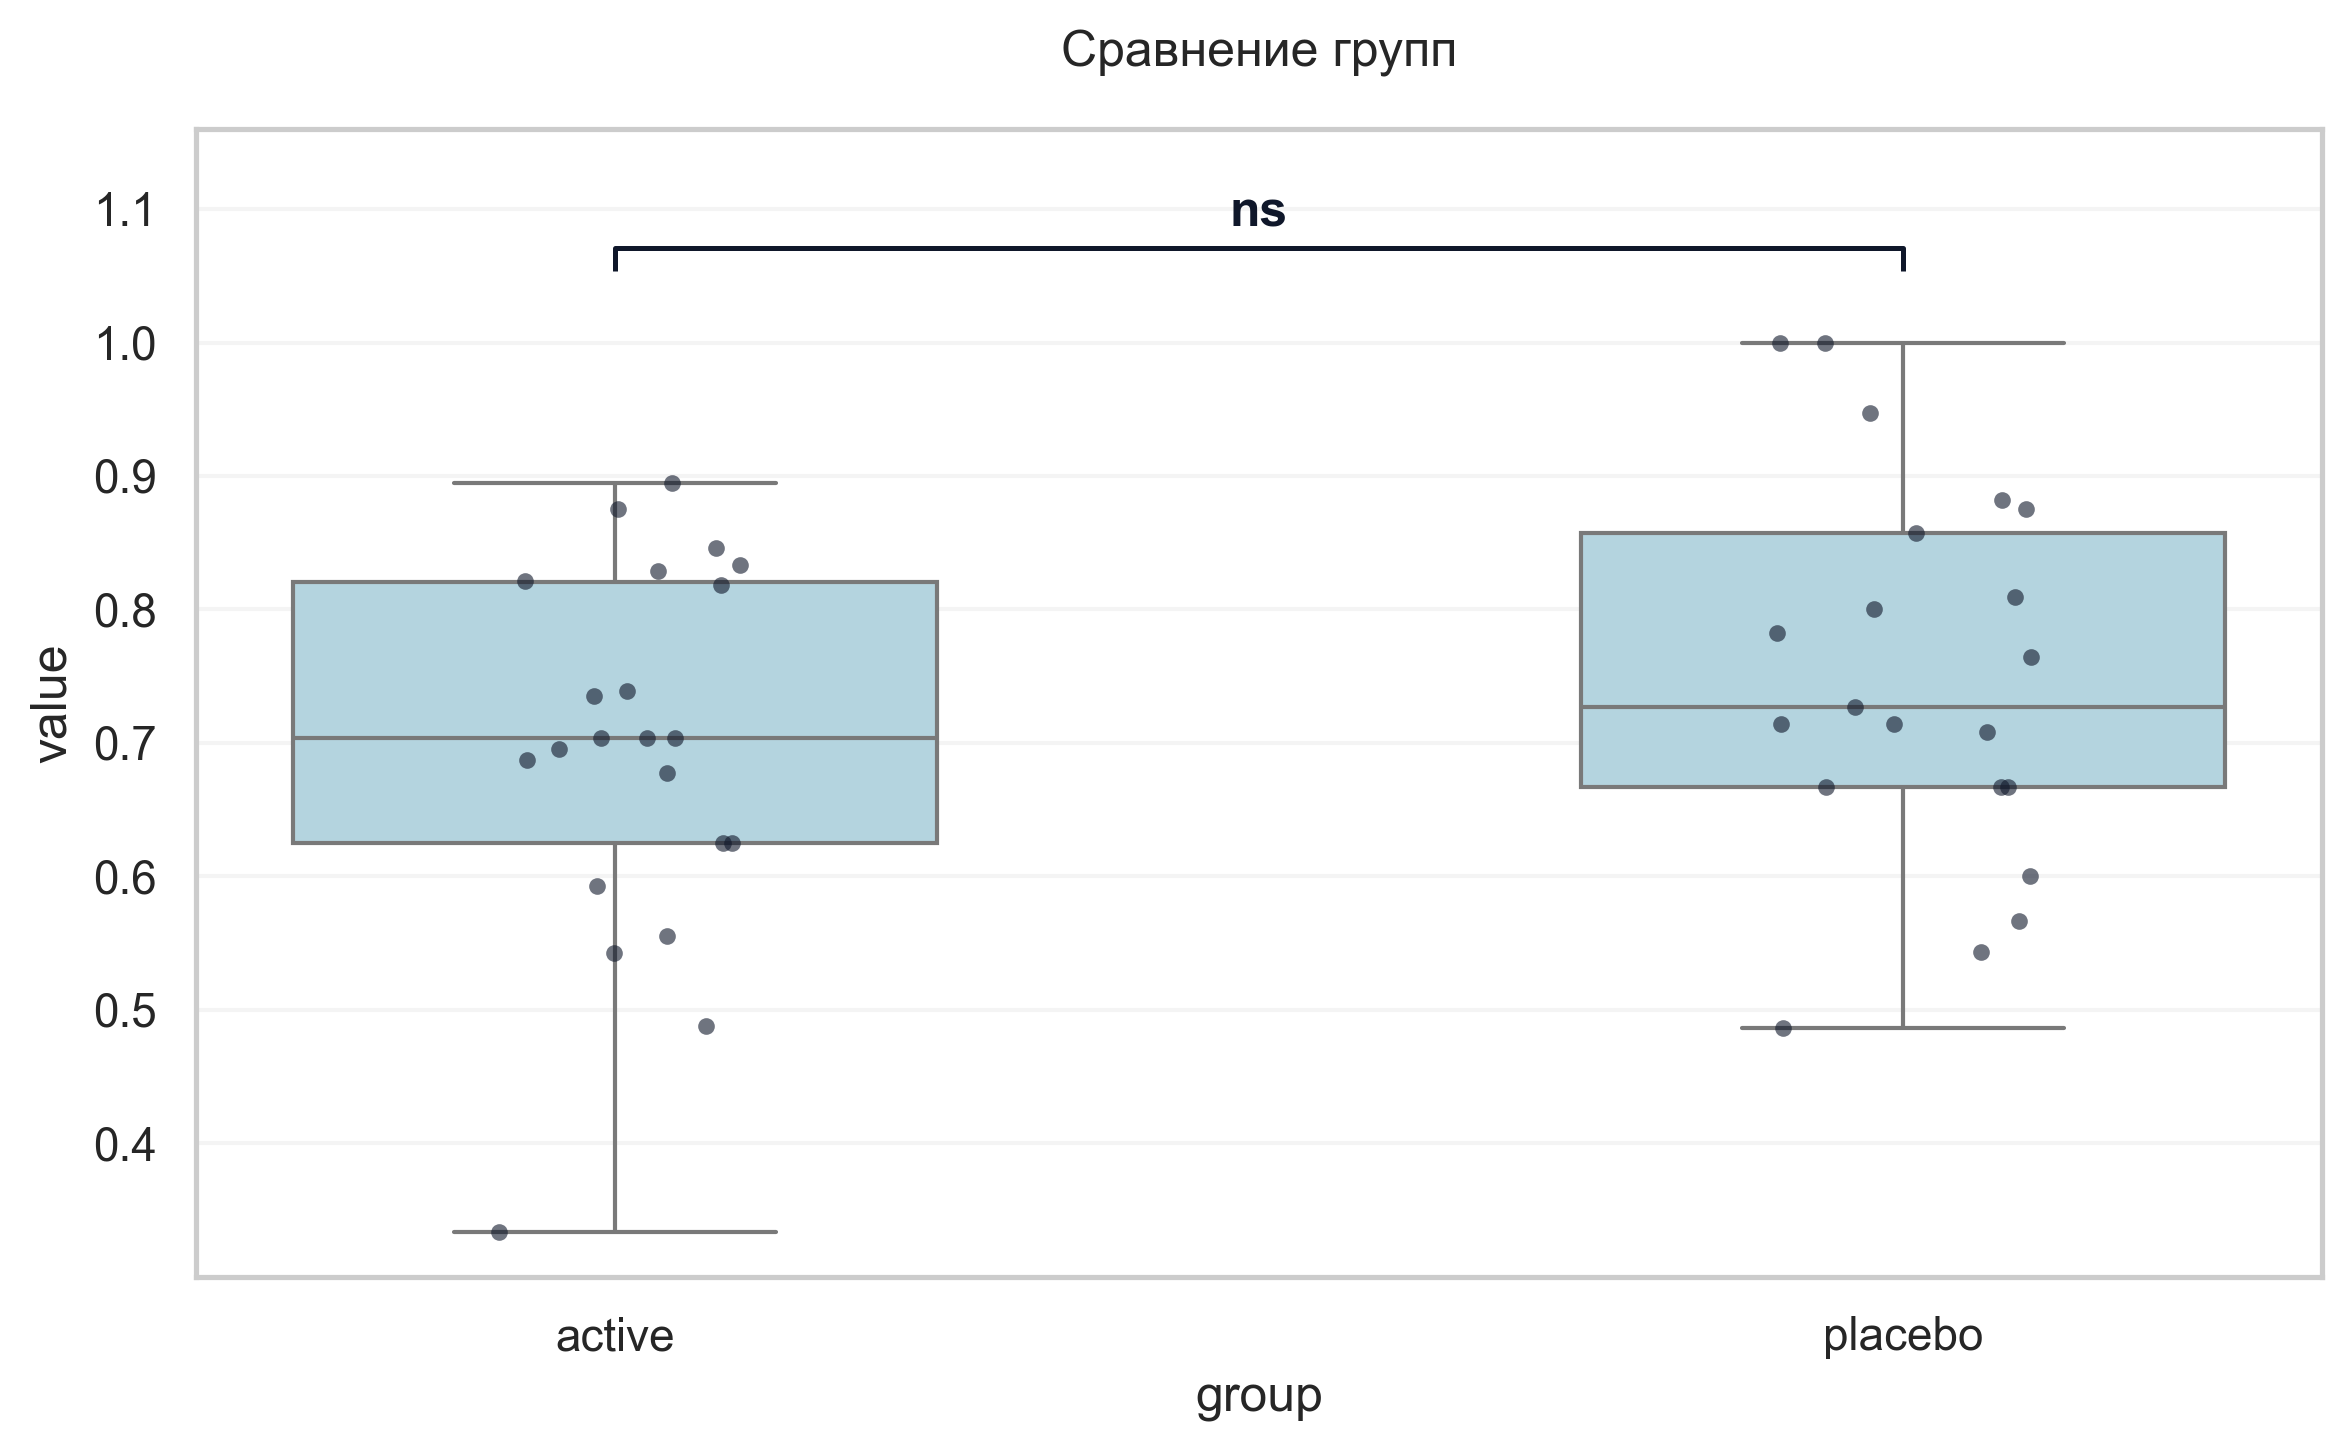 Сравнение групп
ns
1.1
1.0
0.9
0.8
0.7
0.6
0.5
0.4
value
active
placebo
group